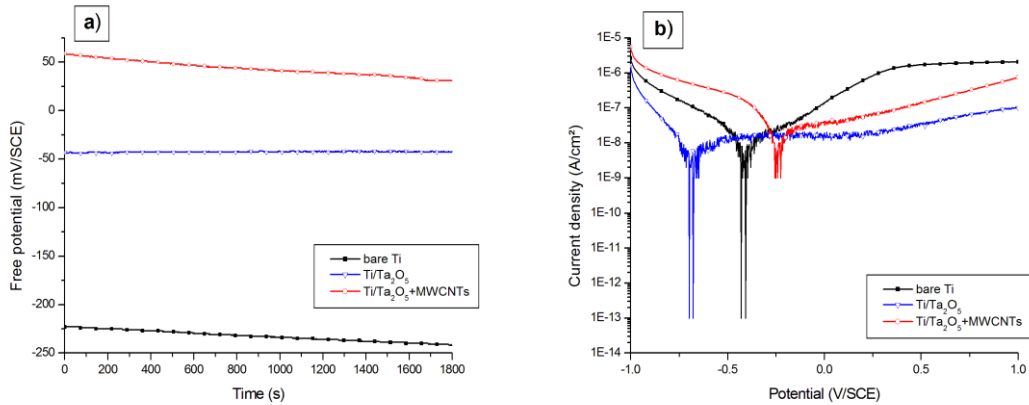 a)
Free potential (mV/SCE)
50
0
-50
-100
-150
-200
-250
bare Ti
Ti/Ta₂O₅
Ti/Ta₂O₅+MWCNTs
0 200 400 600 800 1000 1200 1400 1600 1800
Time (s)
b)
Current density (A/cm²)
1E-5
1E-6
1E-7
1E-8
1E-9
1E-10
1E-11
1E-12
1E-13
1E-14
bare Ti
Ti/Ta₂O₅
Ti/Ta₂O₅+MWCNTs
-1.0 -0.5 0.0 0.5 1.0
Potential (V/SCE)